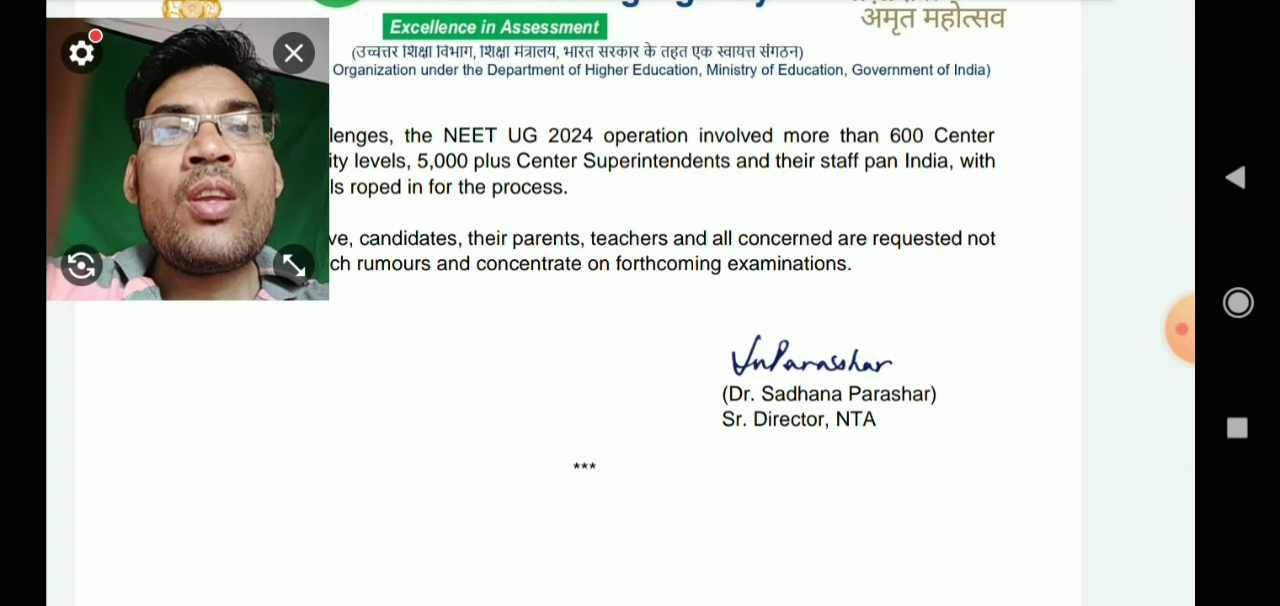 अमृत महोत्सव
Excellence in Assessment
(उच्चतर शिक्षा विभाग, शिक्षा मंत्रालय, भारत सरकार के तहत एक स्वायत्त संगठन)
Organization under the Department of Higher Education, Ministry of Education, Government of India)
lenges, the NEET UG 2024 operation involved more than 600 Center
ity levels, 5,000 plus Center Superintendents and their staff pan India, with
ls roped in for the process.
ve, candidates, their parents, teachers and all concerned are requested not
ch rumours and concentrate on forthcoming examinations.
(Dr. Sadhana Parashar)
Sr. Director, NTA
***